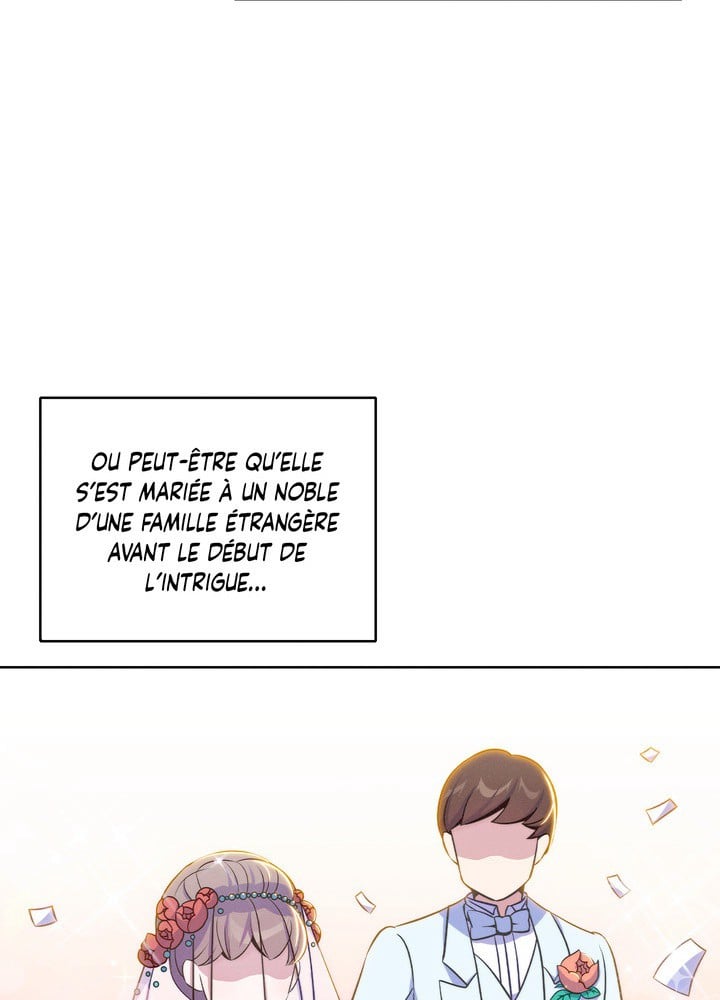 OU PEUT-ÊTRE QU'ELLE
S'EST MARIÉE À UN NOBLE
D'UNE FAMILLE ÉTRANGÈRE
AVANT LE DÉBUT DE
L'INTRIGUE...